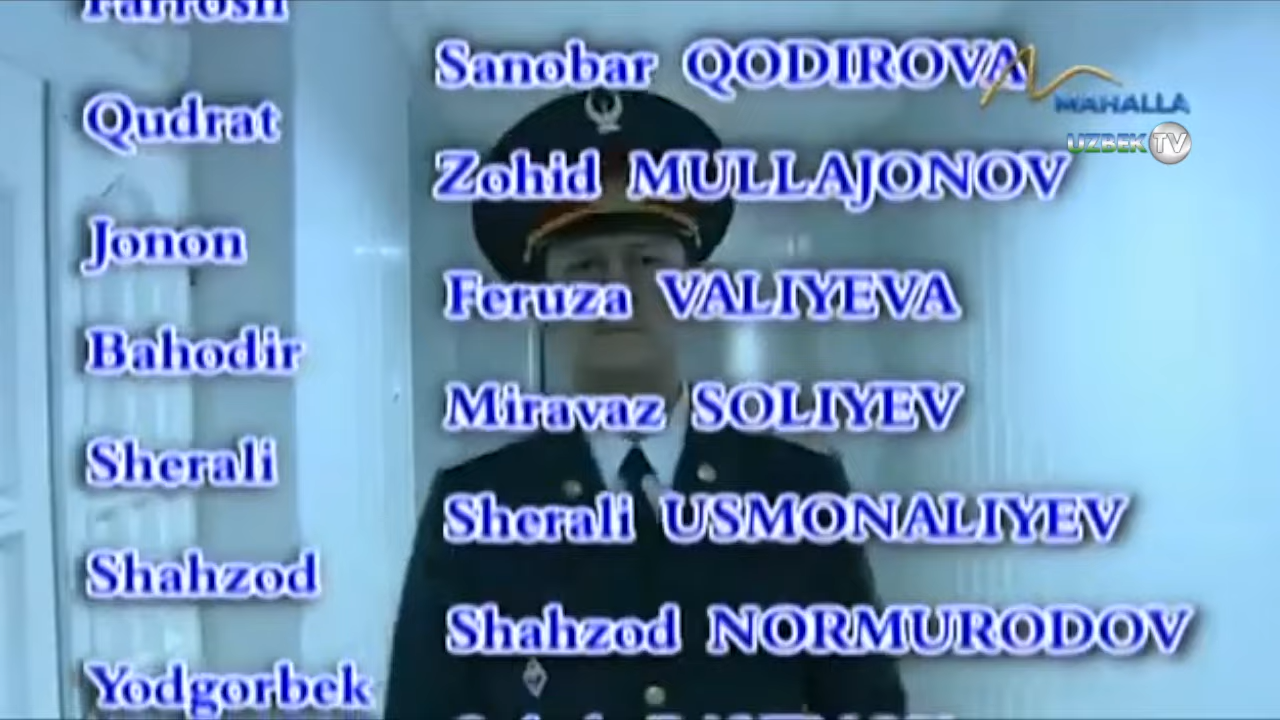 Farrosh
Sanobar QODIROVA
MAHALLA
UZBEK TV
Qudrat
Zohid MULLAJONOV
Jonon
Feruza VALIYEVA
Bahodir
Miravaz SOLIYEV
Sherali
Sherali USMONALIYEV
Shahzod
Shahzod NORMURODOV
Yodgorbek